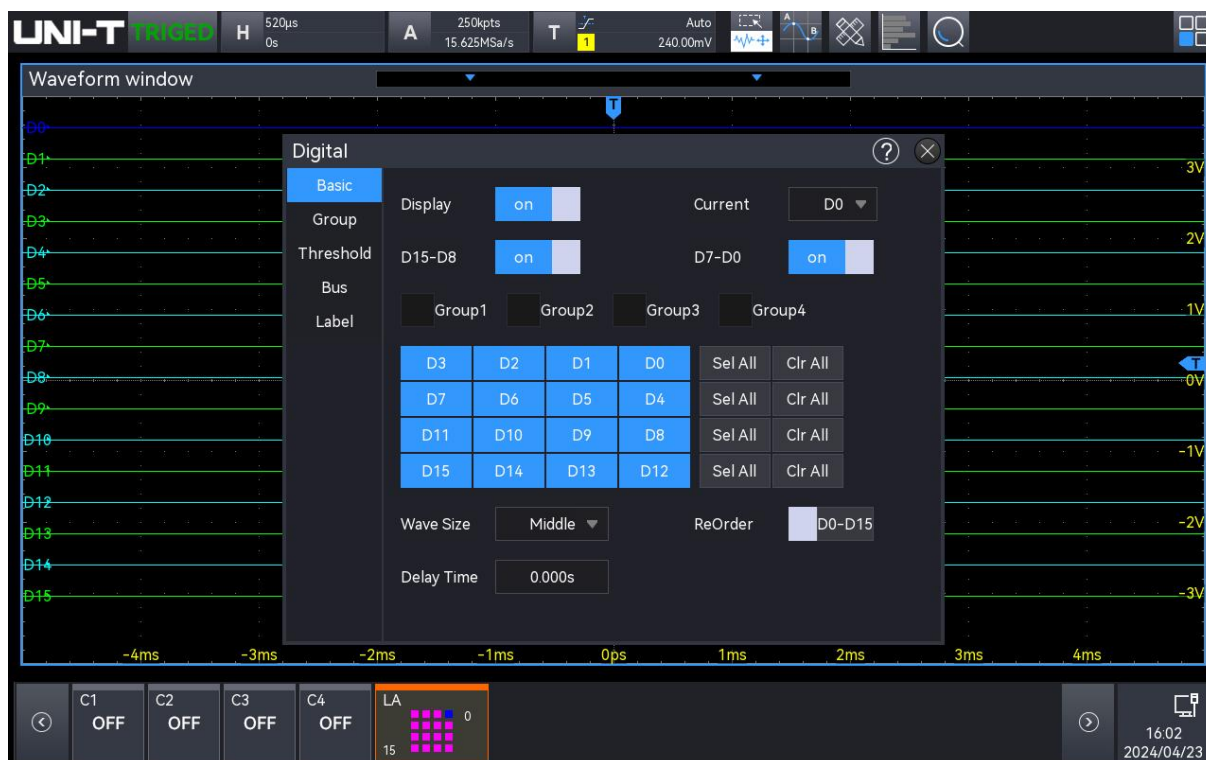 UNI-T TRIGED H 520μs 0s A 250kpts 15.625MSa/s T 1 Auto 240.00mV A B
Waveform window
T
D0
D1
D2
D3
D4
D5
D6
D7
D8
D9
D10
D11
D12
D13
D14
D15
Digital ?
Basic
Group
Threshold
Bus
Label
Display on Current D0
D15-D8 on D7-D0 on
Group1 Group2 Group3 Group4
D3 D2 D1 D0 Sel All Clr All
D7 D6 D5 D4 Sel All Clr All
D11 D10 D9 D8 Sel All Clr All
D15 D14 D13 D12 Sel All Clr All
Wave Size Middle ReOrder D0-D15
Delay Time 0.000s
3V
2V
1V
T
0V
-1V
-2V
-3V
-4ms -3ms -2ms -1ms 0ps 1ms 2ms 3ms 4ms
C1 OFF C2 OFF C3 OFF C4 OFF LA 0 15
16:02
2024/04/23